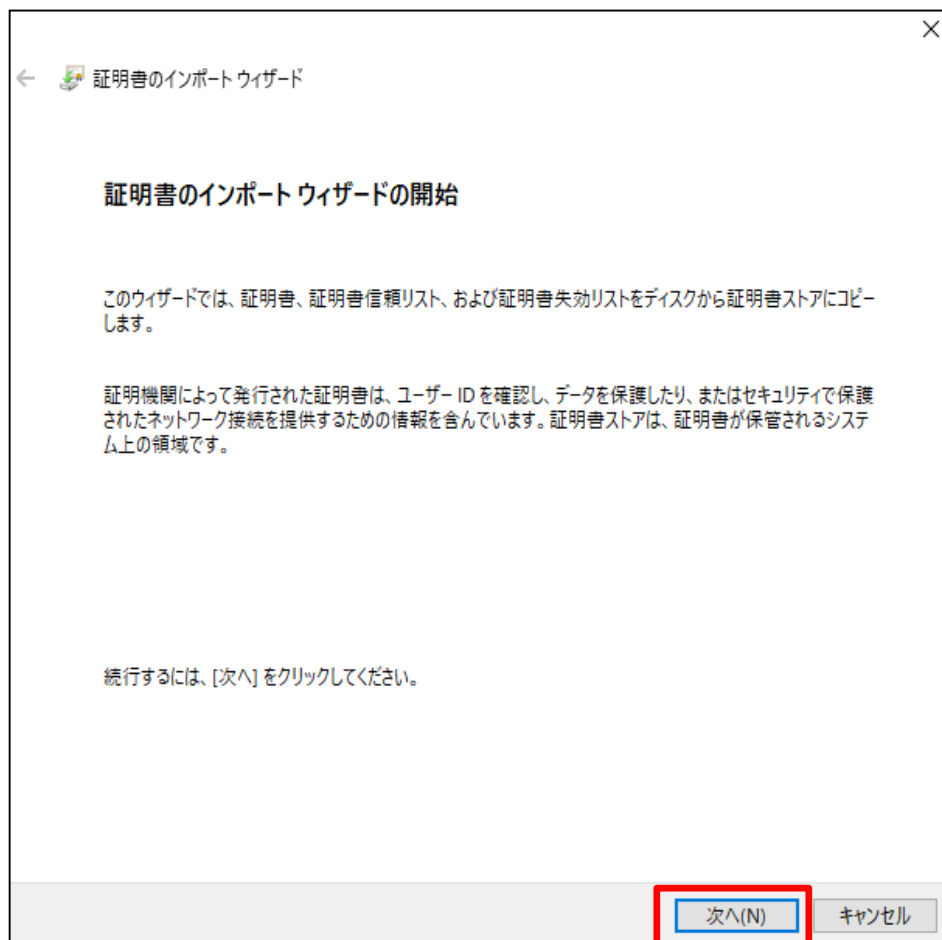 証明書のインポート ウィザード
証明書のインポート ウィザードの開始
このウィザードでは、証明書、証明書信頼リスト、および証明書失効リストをディスクから証明書ストアにコピー
します。
証明機関によって発行された証明書は、ユーザー ID を確認し、データを保護したり、またはセキュリティで保護
されたネットワーク接続を提供するための情報を含んでいます。証明書ストアは、証明書が保管されるシステ
ム上の領域です。
続行するには、[次へ] をクリックしてください。
次へ(N)
キャンセル